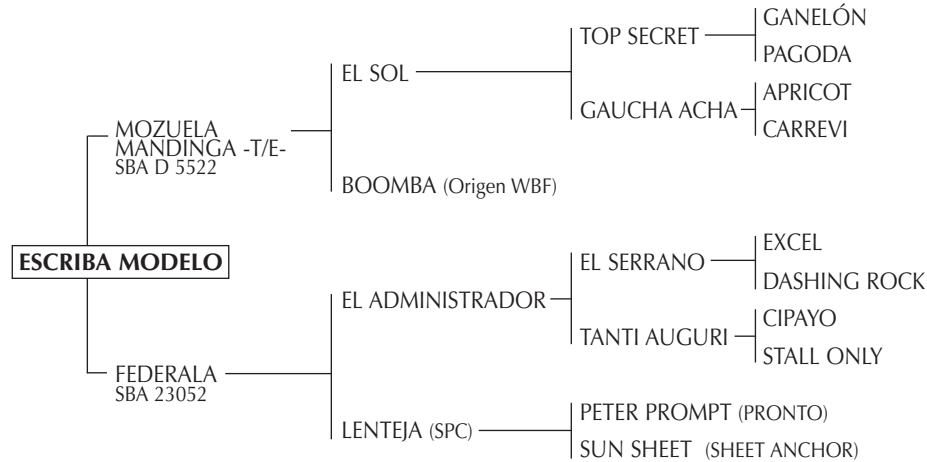 GANELÓN
TOP SECRET
PAGODA
EL SOL
APRICOT
GAUCHA ACHA
CARREVI
MOZUELA
MANDINGA -T/E-
SBA D 5522
BOOMBA (Origen WBF)
ESCRIBA MODELO
EXCEL
EL SERRANO
DASHING ROCK
EL ADMINISTRADOR
CIPAYO
TANTI AUGURI
STALL ONLY
FEDERALA
SBA 23052
PETER PROMPT (PRONTO)
LENTEJA (SPC)
SUN SHEET (SHEET ANCHOR)